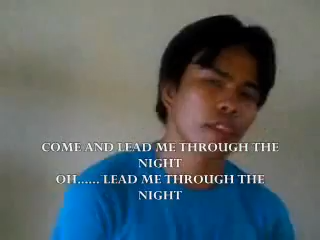 COME AND LEAD ME THROUGH THE
NIGHT
OH...... LEAD ME THROUGH THE
NIGHT